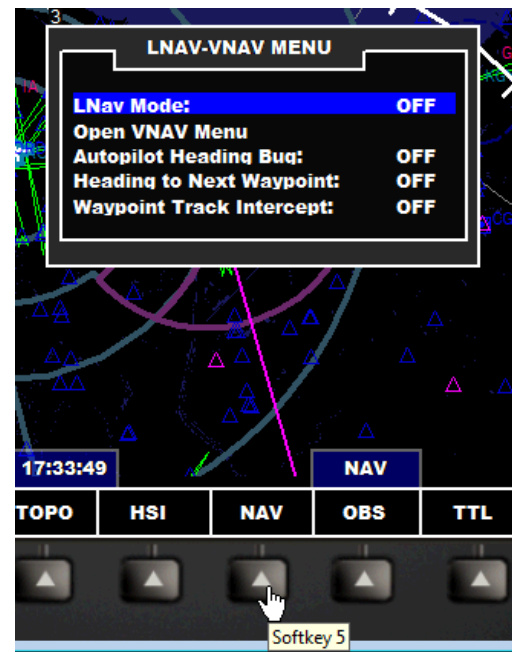 3
LNAV-VNAV MENU
LNav Mode: OFF
Open VNAV Menu
Autopilot Heading Bug: OFF
Heading to Next Waypoint: OFF
Waypoint Track Intercept: OFF
17:33:49 NAV
TOPO HSI NAV OBS TTL
Softkey 5